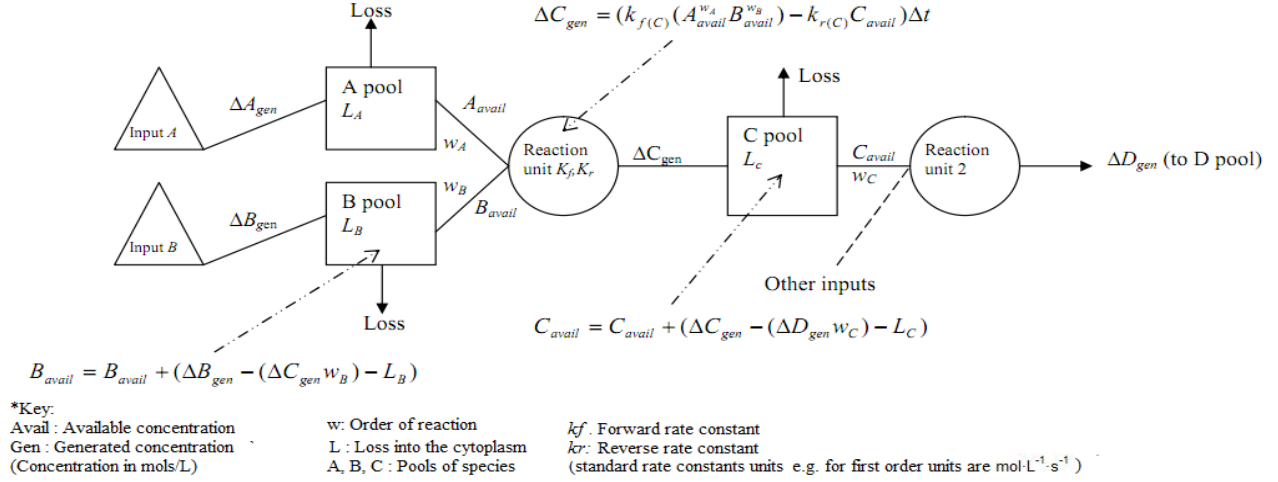 Loss
ΔC_gen = (k_f(C) (A_avail^w_A B_avail^w_B) − k_r(C) C_avail)Δt
Input A
ΔA_gen
A pool
L_A
A_avail
w_A
Reaction
unit K_f,K_r
ΔC_gen
Loss
C pool
L_c
C_avail
w_C
Reaction
unit 2
ΔD_gen (to D pool)
Input B
ΔB_gen
B pool
L_B
w_B
B_avail
Loss
Other inputs
C_avail = C_avail + (ΔC_gen − (ΔD_gen w_C) − L_C)
B_avail = B_avail + (ΔB_gen − (ΔC_gen w_B) − L_B)
*Key:
Avail : Available concentration
Gen : Generated concentration
(Concentration in mols/L)
w: Order of reaction
L : Loss into the cytoplasm
A, B, C : Pools of species
kf : Forward rate constant
kr: Reverse rate constant
(standard rate constants units e.g. for first order units are mol·L⁻¹·s⁻¹ )